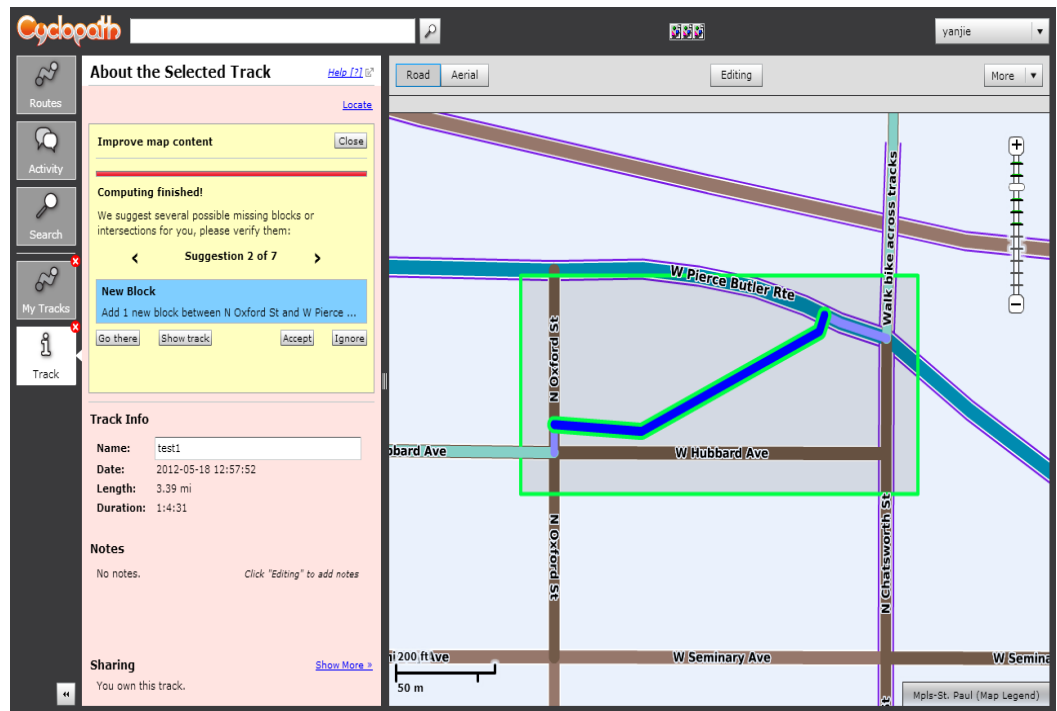 Cyclopath
yanjie
Routes
Activity
Search
My Tracks
Track
About the Selected Track
Help [?]
Locate
Improve map content
Close
Computing finished!
We suggest several possible missing blocks or
intersections for you, please verify them:
‹ Suggestion 2 of 7 ›
New Block
Add 1 new block between N Oxford St and W Pierce ...
Go there
Show track
Accept
Ignore
Track Info
Name: test1
Date: 2012-05-18 12:57:52
Length: 3.39 mi
Duration: 1:4:31
Notes
No notes.
Click "Editing" to add notes
Sharing
Show More »
You own this track.
Road
Aerial
Editing
More
Walk bike across tracks
W Pierce Butler Rte
N Oxford St
bbard Ave
W Hubbard Ave
N Oxford St
N Chatsworth St
200 ft
Ave
W Seminary Ave
W Semina
50 m
St
Mpls-St. Paul (Map Legend)